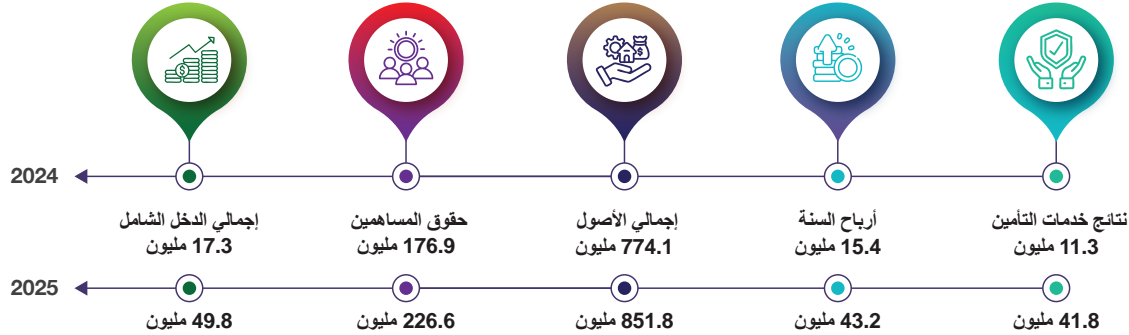 2024
نتائج خدمات التأمين
11.3 مليون
أرباح السنة
15.4 مليون
إجمالي الأصول
774.1 مليون
حقوق المساهمين
176.9 مليون
إجمالي الدخل الشامل
17.3 مليون
2025
41.8 مليون
43.2 مليون
851.8 مليون
226.6 مليون
49.8 مليون